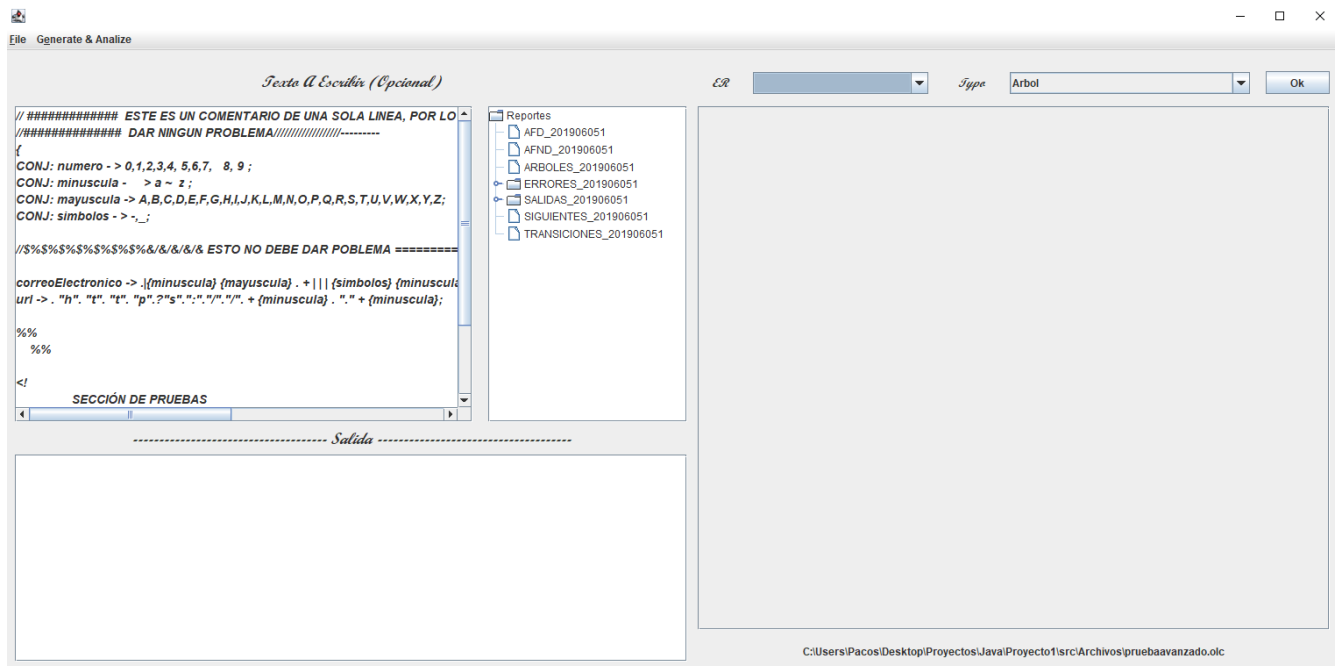 File Generate & Analize
Texto A Escribir (Opcional)
ER
Type Arbol Ok
// ############# ESTE ES UN COMENTARIO DE UNA SOLA LINEA, POR LO
//############## DAR NINGUN PROBLEMA///////////////////---------
{
CONJ: numero - > 0,1,2,3,4, 5,6,7, 8, 9 ;
CONJ: minuscula - > a ~ z ;
CONJ: mayuscula -> A,B,C,D,E,F,G,H,I,J,K,L,M,N,O,P,Q,R,S,T,U,V,W,X,Y,Z;
CONJ: simbolos - > -,_;
//$%$%$%$%$%$%$%&/&/&/&/& ESTO NO DEBE DAR POBLEMA =========
correoElectronico -> .|{minuscula} {mayuscula} . + | | | {simbolos} {minuscula
url -> . "h". "t". "t". "p".?"s".":"."/"."/". + {minuscula} . "." + {minuscula};
%%
%%
<!
SECCIÓN DE PRUEBAS
Reportes
AFD_201906051
AFND_201906051
ARBOLES_201906051
ERRORES_201906051
SALIDAS_201906051
SIGUIENTES_201906051
TRANSICIONES_201906051
------------------------------------- Salida -------------------------------------
C:\Users\Pacos\Desktop\Proyectos\Java\Proyecto1\src\Archivos\pruebaavanzado.olc